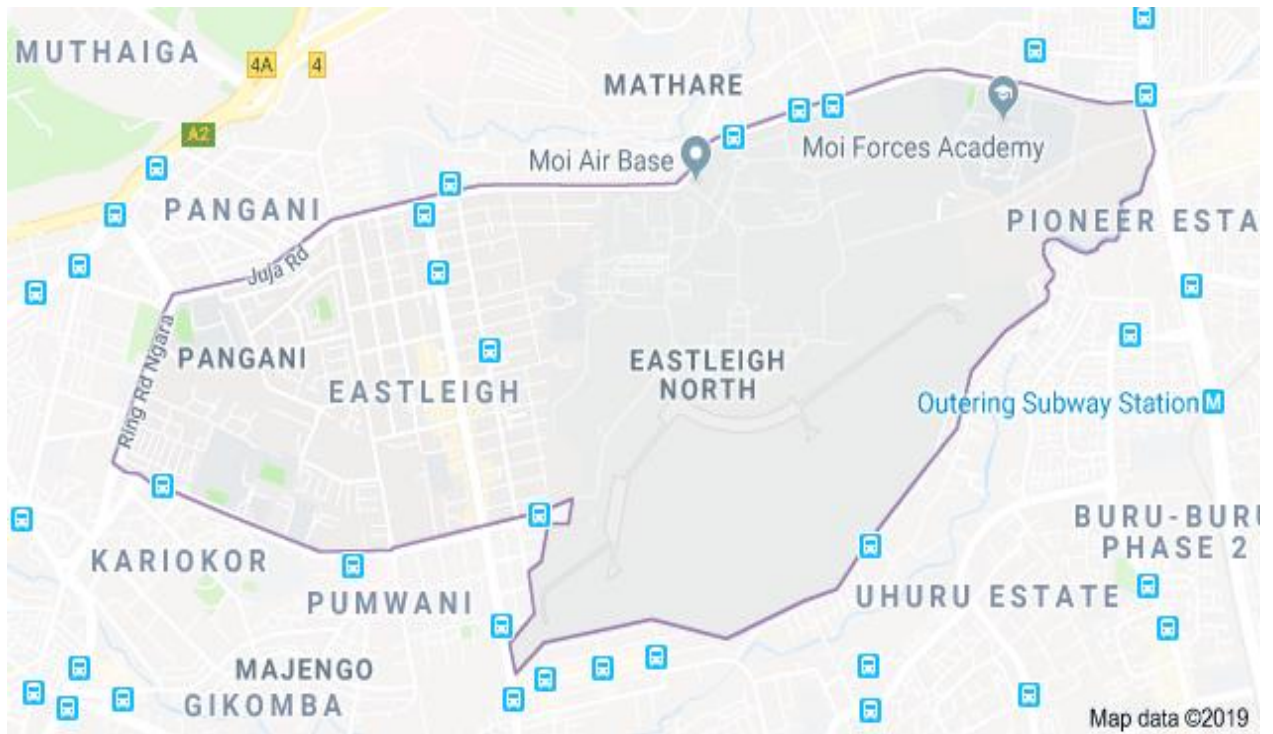 MUTHAIGA
4A
4
MATHARE
A2
Moi Air Base
Moi Forces Academy
PANGANI
PIONEER ESTA
Juja Rd
Ring Rd Ngara
PANGANI
EASTLEIGH
EASTLEIGH
NORTH
Outering Subway Station M
BURU-BURU
PHASE 2
KARIOKOR
PUMWANI
UHURU ESTATE
MAJENGO
GIKOMBA
Map data ©2019